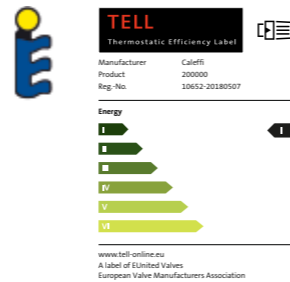 TELL
Thermostatic Efficiency Label
Manufacturer Caleffi
Product 200000
Reg.-No. 10652-20180507
Energy
I I
II
III
IV
V
VI
www.tell-online.eu
A label of EUnited Valves
European Valve Manufacturers Association